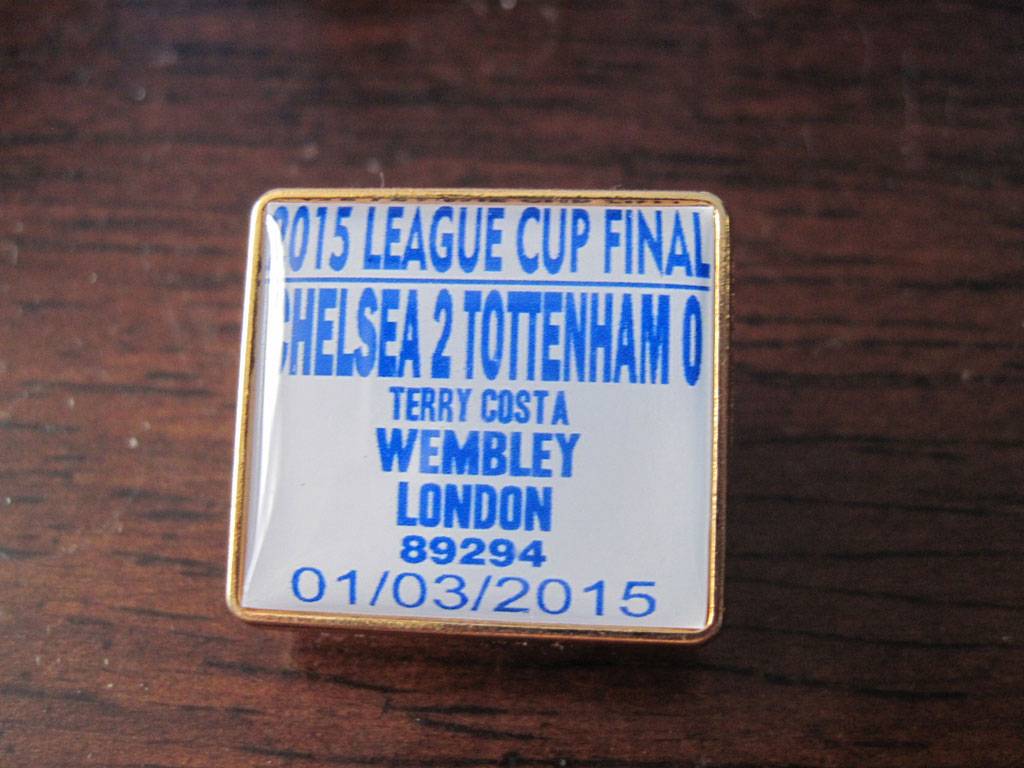 2015 LEAGUE CUP FINAL
CHELSEA 2 TOTTENHAM 0
TERRY COSTA
WEMBLEY
LONDON
89294
01/03/2015